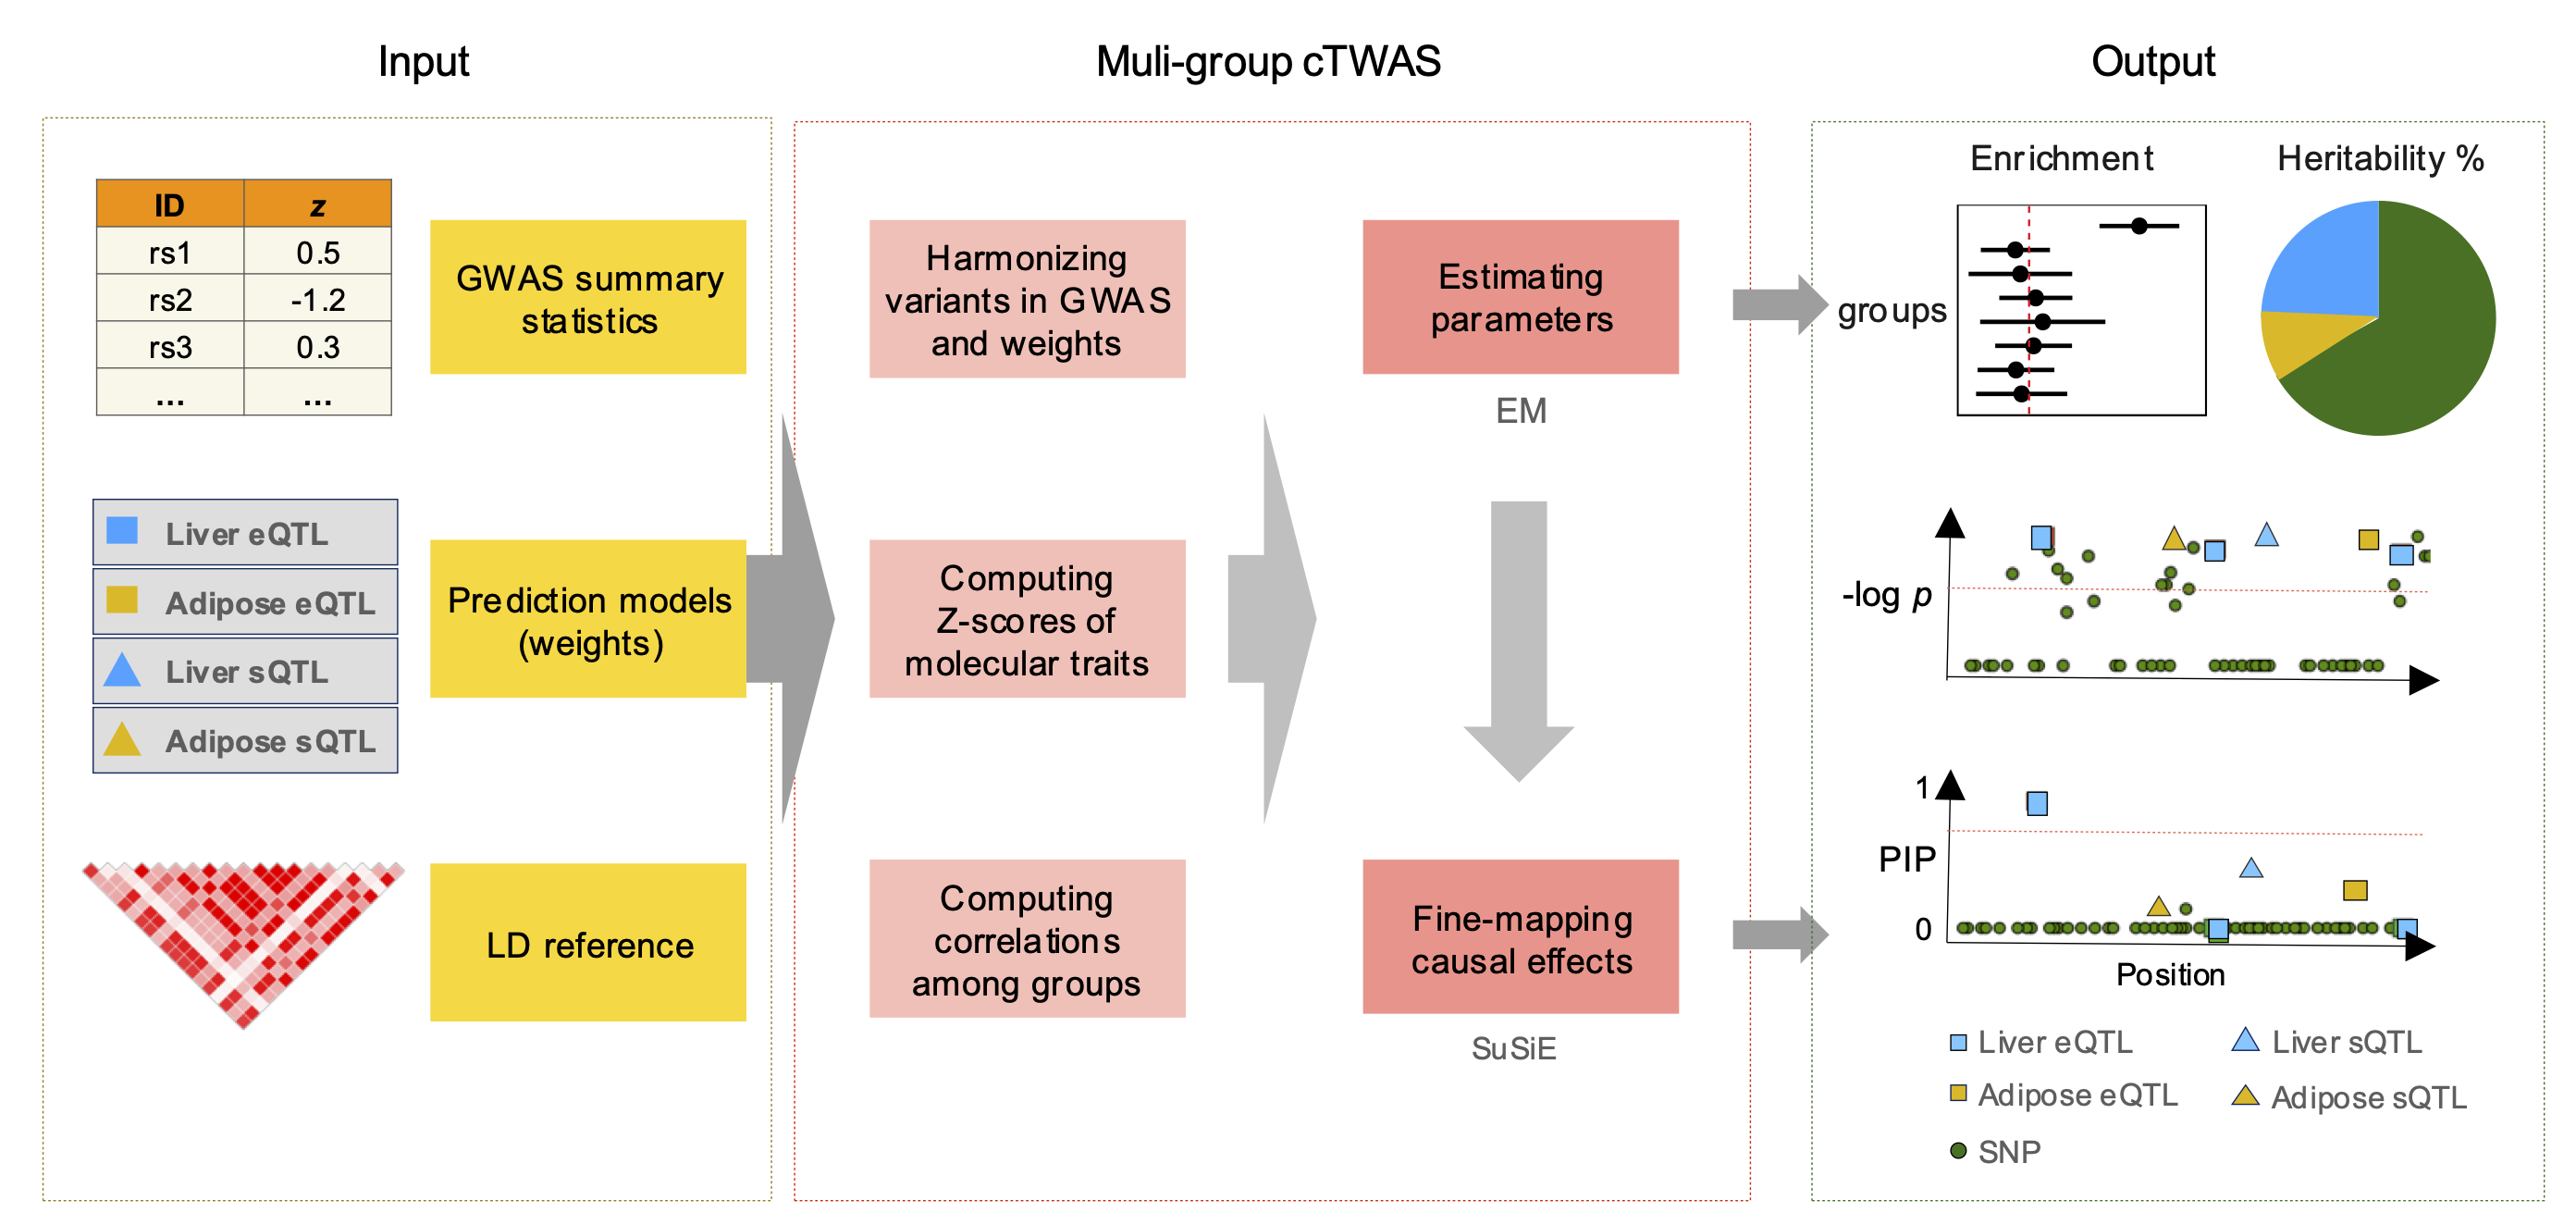 Input
Muli-group cTWAS
Output
ID z
rs1 0.5
rs2 -1.2
rs3 0.3
... ...
GWAS summary
statistics
Liver eQTL
Adipose eQTL
Liver sQTL
Adipose sQTL
Prediction models
(weights)
LD reference
Harmonizing
variants in GWAS
and weights
Computing
Z-scores of
molecular traits
Computing
correlations
among groups
Estimating
parameters
EM
Fine-mapping
causal effects
SuSiE
Enrichment
Heritability %
groups
-log p
1
PIP
0
Position
Liver eQTL
Liver sQTL
Adipose eQTL
Adipose sQTL
SNP